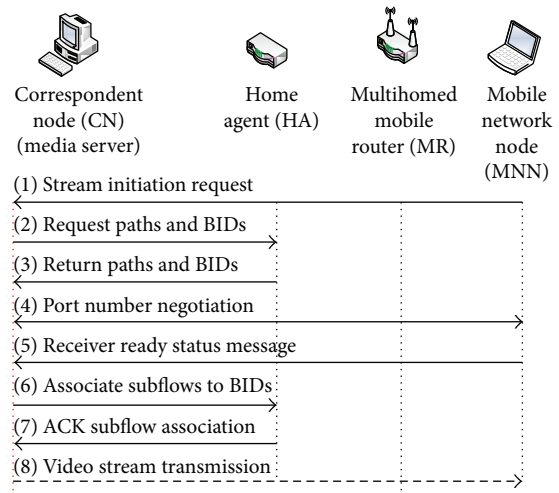 Correspondent
node (CN)
(media server)
Home
agent (HA)
Multihomed
mobile
router (MR)
Mobile
network
node
(MNN)
(1) Stream initiation request
(2) Request paths and BIDs
(3) Return paths and BIDs
(4) Port number negotiation
(5) Receiver ready status message
(6) Associate subflows to BIDs
(7) ACK subflow association
(8) Video stream transmission